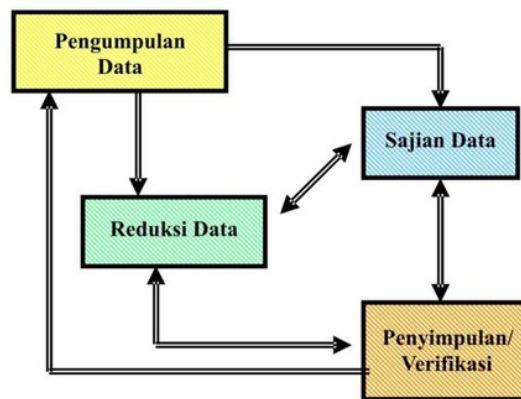 Pengumpulan
Data
Sajian Data
Reduksi Data
Penyimpulan/
Verifikasi